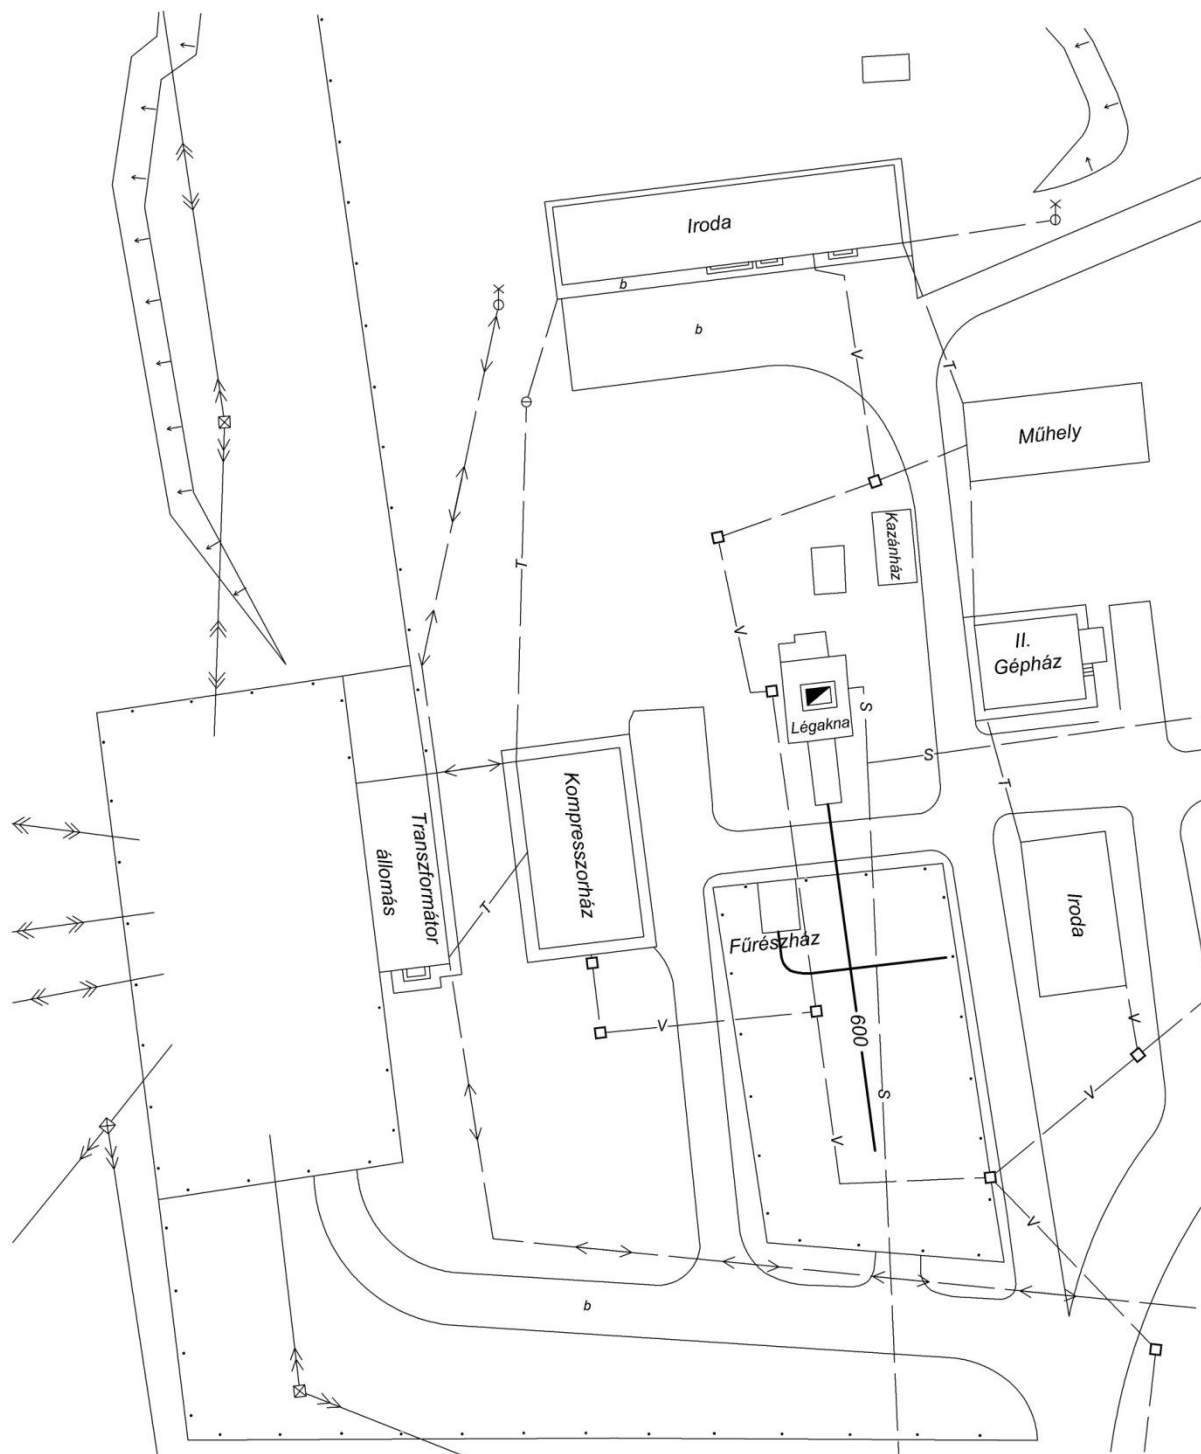 Iroda
b
b
V
T
Műhely
T
Kazánház
V
II.
Gépház
Légakna
S
S
T
Kompresszorház
Transzformátor
állomás
T
Fűrészház
Iroda
600
V
V
S
V
V
V
b